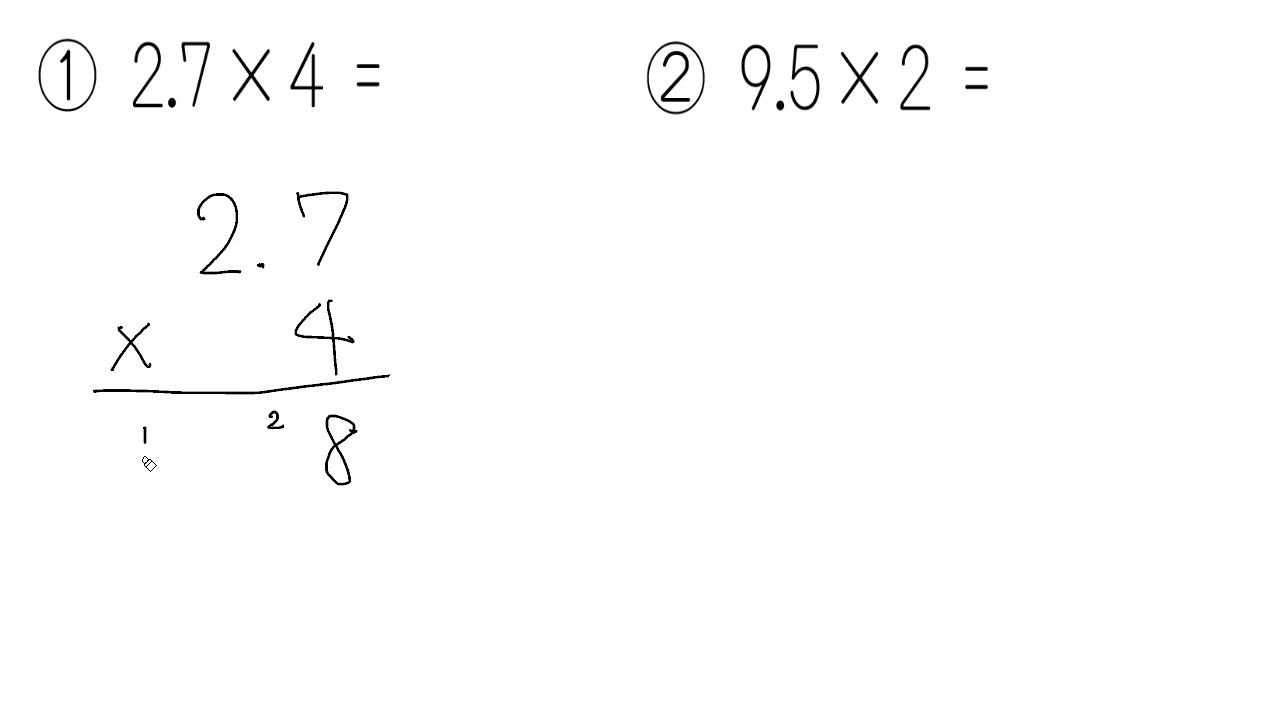 ① 2.7×4=
② 9.5×2=
2.7
× 4
1 2 8